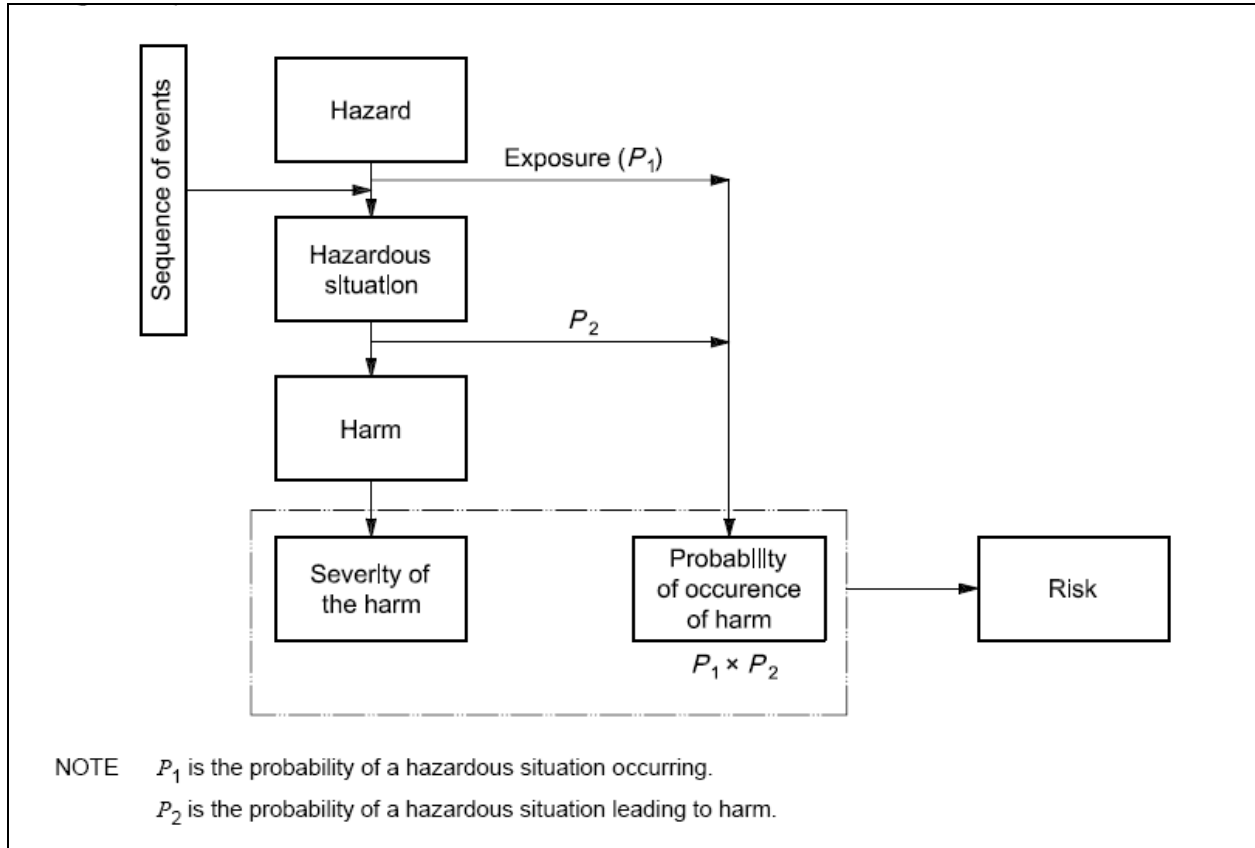 Sequence of events
Hazard
Exposure (P1)
Hazardous
situation
P2
Harm
Severity of
the harm
Probability
of occurence
of harm
P1 × P2
Risk
NOTE P1 is the probability of a hazardous situation occurring.
P2 is the probability of a hazardous situation leading to harm.